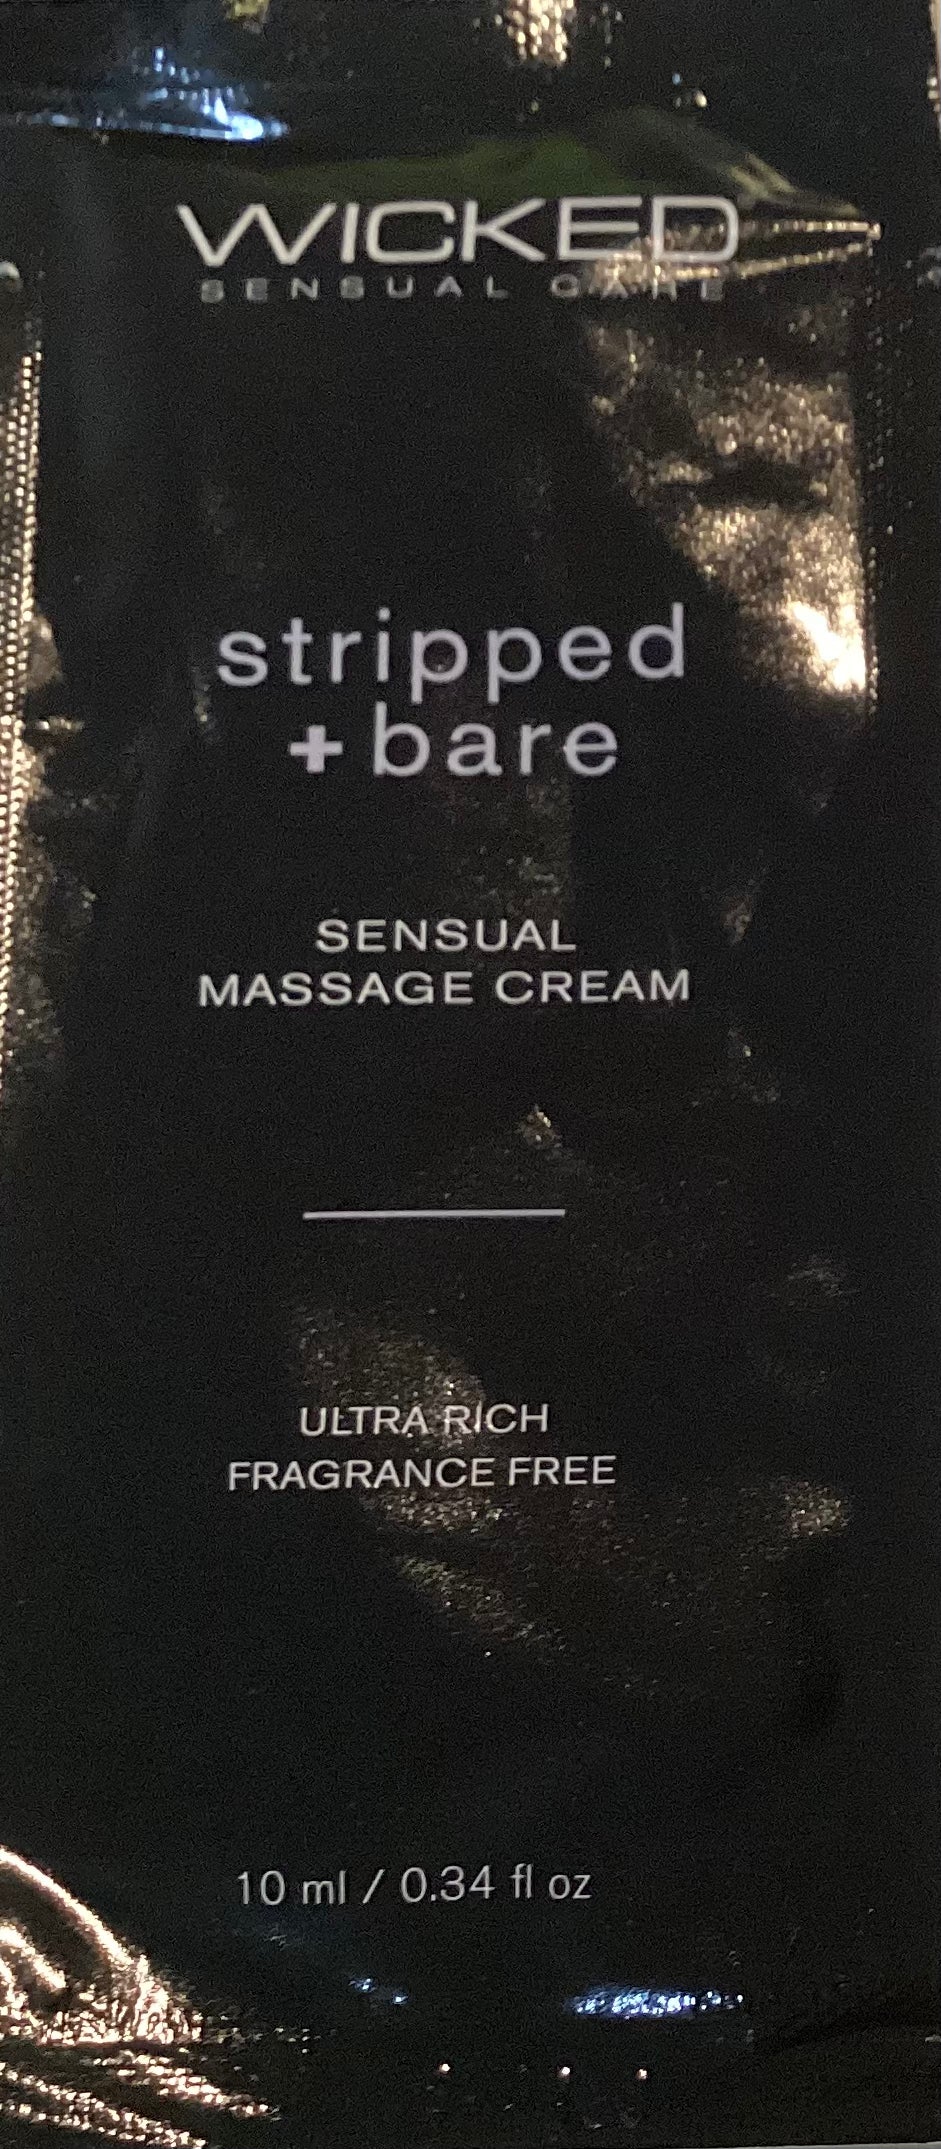 WICKED
SENSUAL CARE
stripped
+ bare
SENSUAL
MASSAGE CREAM
ULTRA RICH
FRAGRANCE FREE
10 ml / 0.34 fl oz